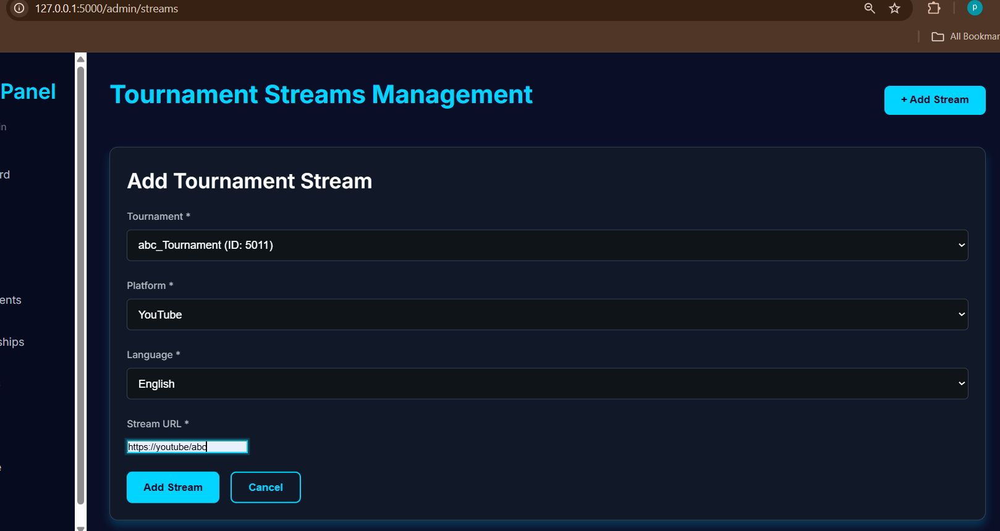 127.0.0.1:5000/admin/streams
p
All Bookmar
Panel
in
rd
ents
ships
e
Tournament Streams Management
+ Add Stream
Add Tournament Stream
Tournament *
abc_Tournament (ID: 5011)
Platform *
YouTube
Language *
English
Stream URL *
https://youtube/abc
Add Stream
Cancel